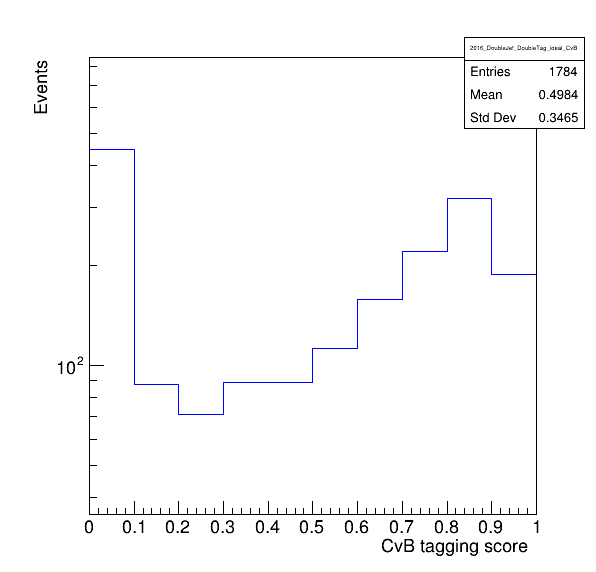 2016_DoubleJet_DoubleTag_ideal_CvB
Entries 1784
Mean 0.4984
Std Dev 0.3465
Events
10²
0 0.1 0.2 0.3 0.4 0.5 0.6 0.7 0.8 0.9 1
CvB tagging score